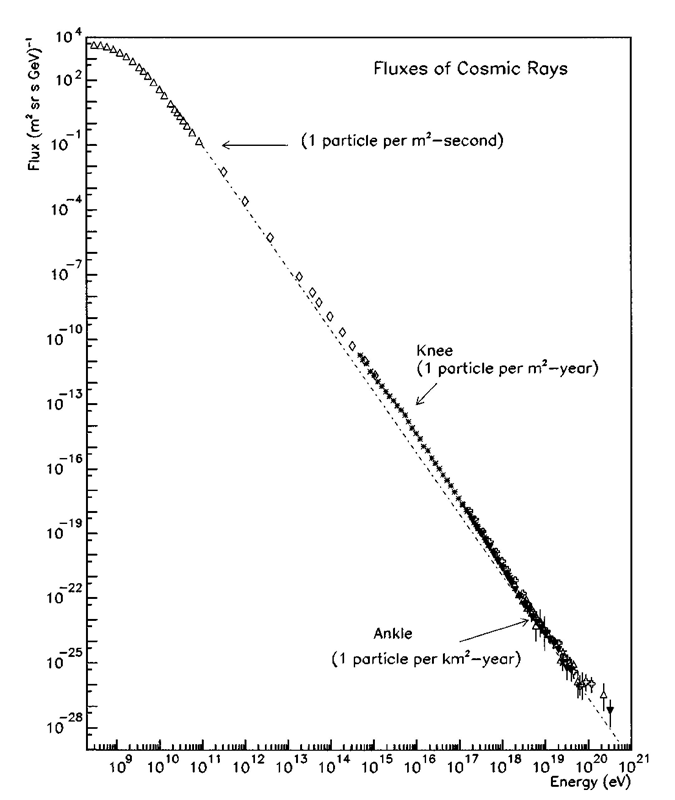 Fluxes of Cosmic Rays
Flux (m² sr s GeV)⁻¹
10⁴
10²
10⁻¹
10⁻⁴
10⁻⁷
10⁻¹⁰
10⁻¹³
10⁻¹⁶
10⁻¹⁹
10⁻²²
10⁻²⁵
10⁻²⁸
(1 particle per m²–second)
Knee
(1 particle per m²–year)
Ankle
(1 particle per km²–year)
10⁹ 10¹⁰ 10¹¹ 10¹² 10¹³ 10¹⁴ 10¹⁵ 10¹⁶ 10¹⁷ 10¹⁸ 10¹⁹ 10²⁰ 10²¹
Energy (eV)